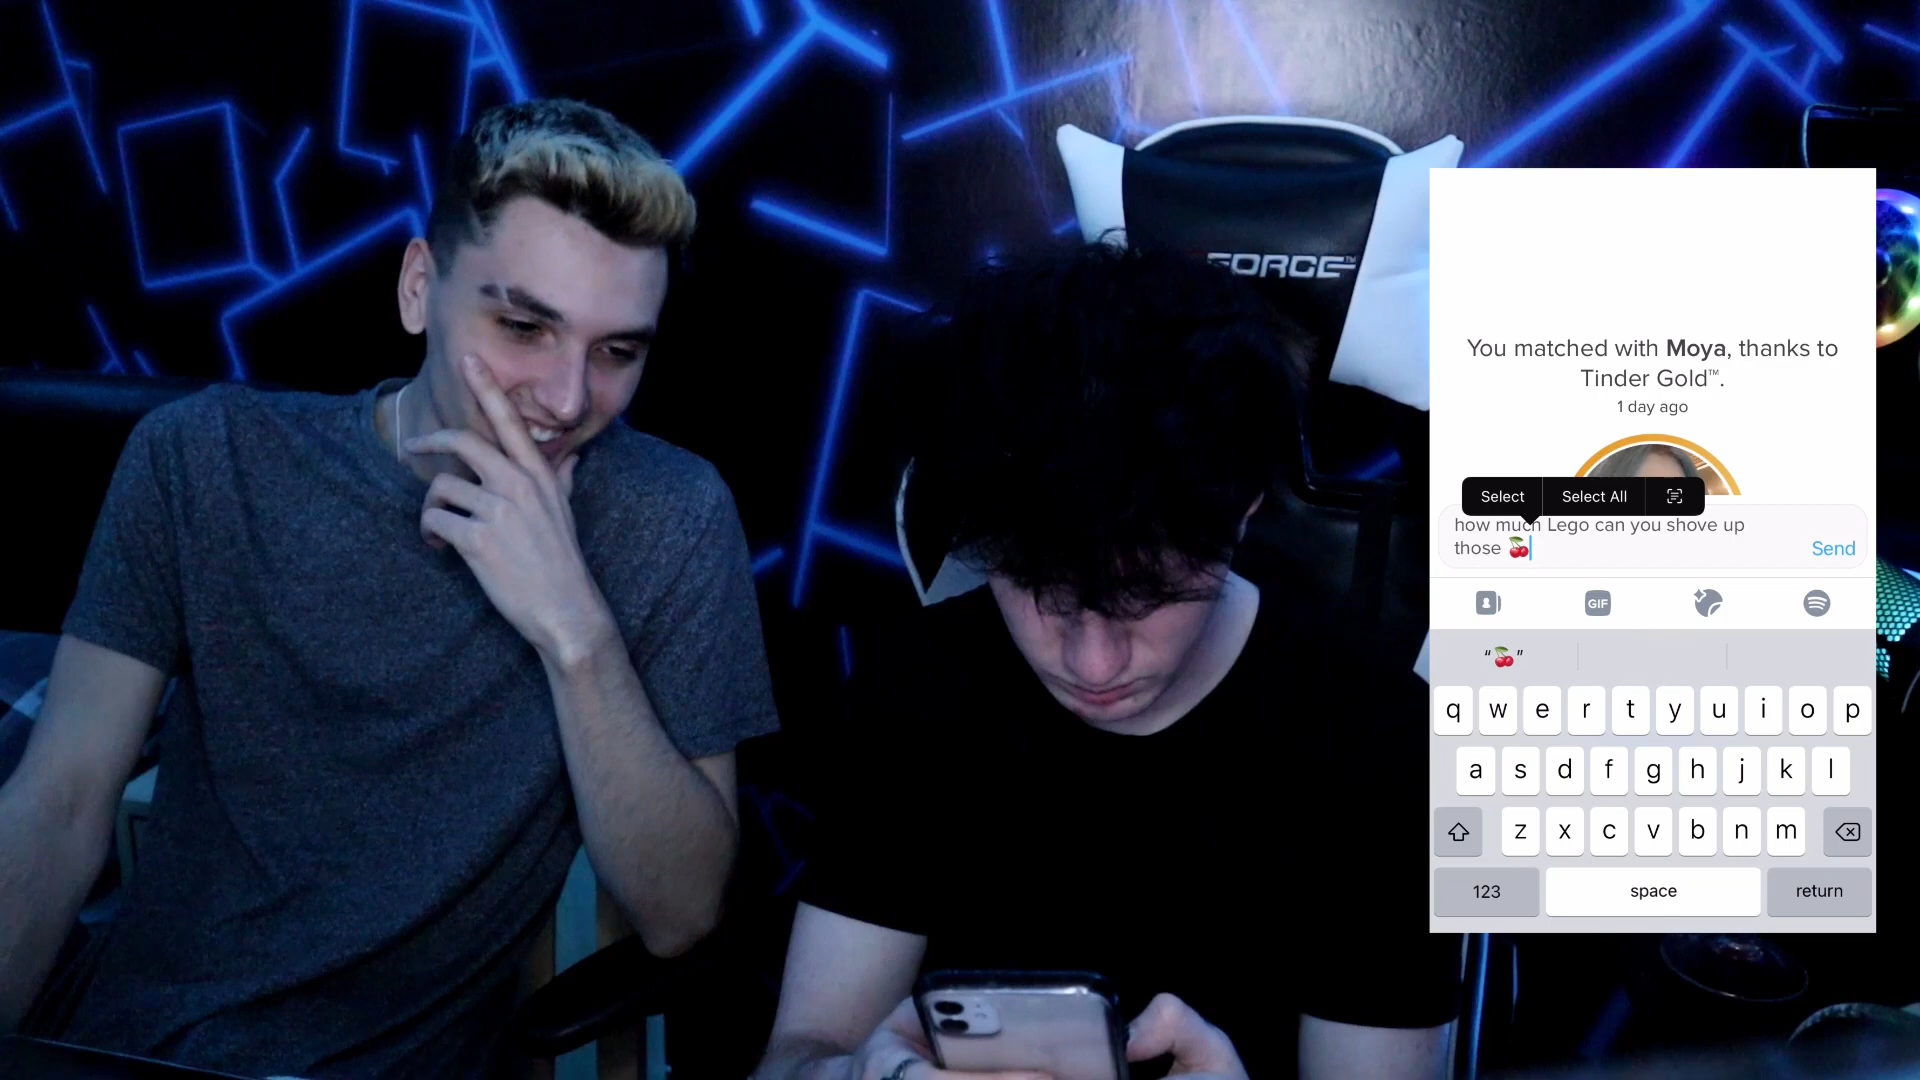 FORCE™
You matched with Moya, thanks to
Tinder Gold™.
1 day ago
Select
Select All
how much Lego can you shove up
those 🍒
Send
GIF
“🍒”
q w e r t y u i o p
a s d f g h j k l
z x c v b n m
123
space
return